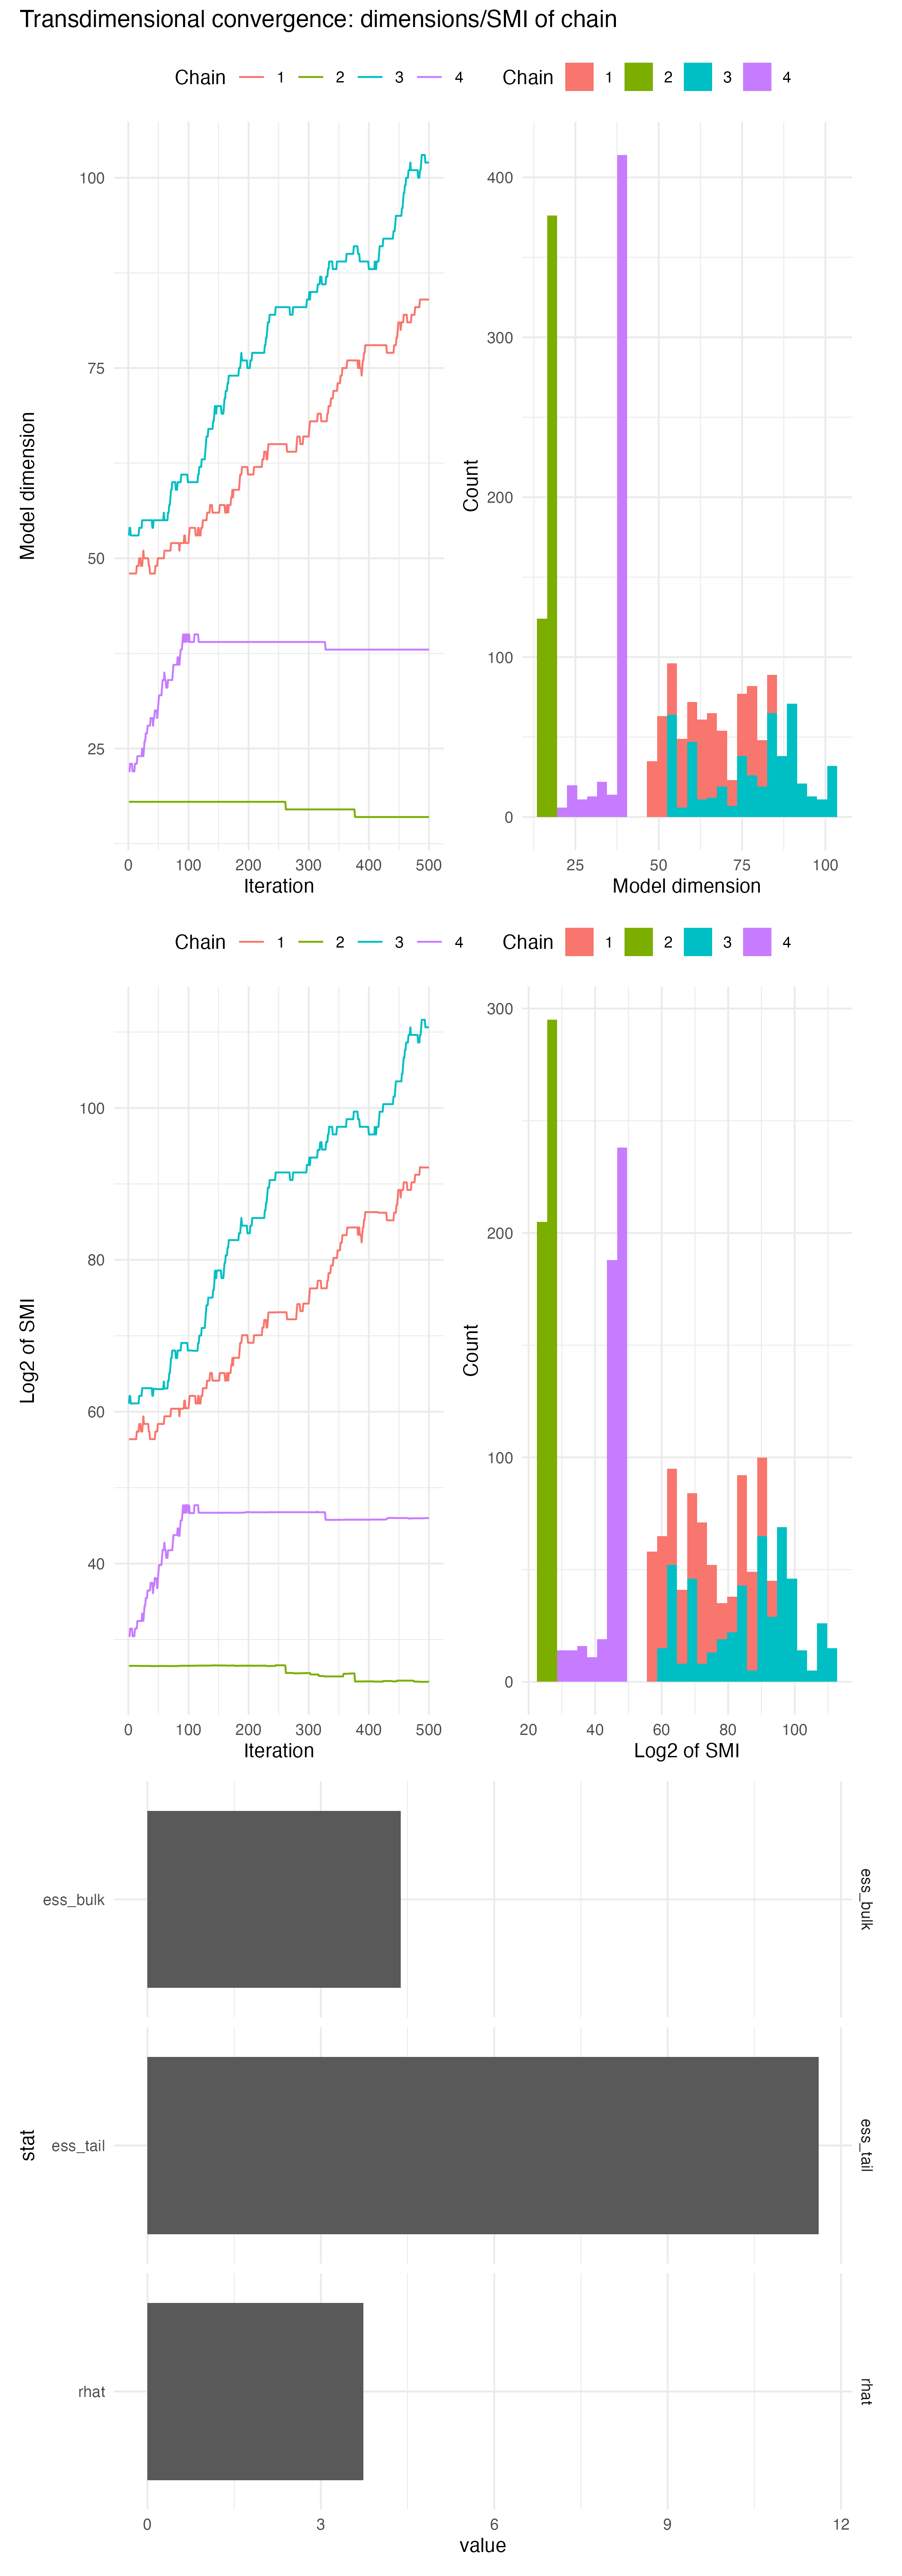 Transdimensional convergence: dimensions/SMI of chain
Chain 1 2 3 4
Chain 1 2 3 4
Model dimension
100
75
50
25
0 100 200 300 400 500
Iteration
Count
400
300
200
100
0
25 50 75 100
Model dimension
Chain 1 2 3 4
Chain 1 2 3 4
Log2 of SMI
100
80
60
40
0 100 200 300 400 500
Iteration
Count
300
200
100
0
20 40 60 80 100
Log2 of SMI
stat
ess_bulk
ess_bulk
ess_tail
ess_tail
rhat
rhat
0 3 6 9 12
value